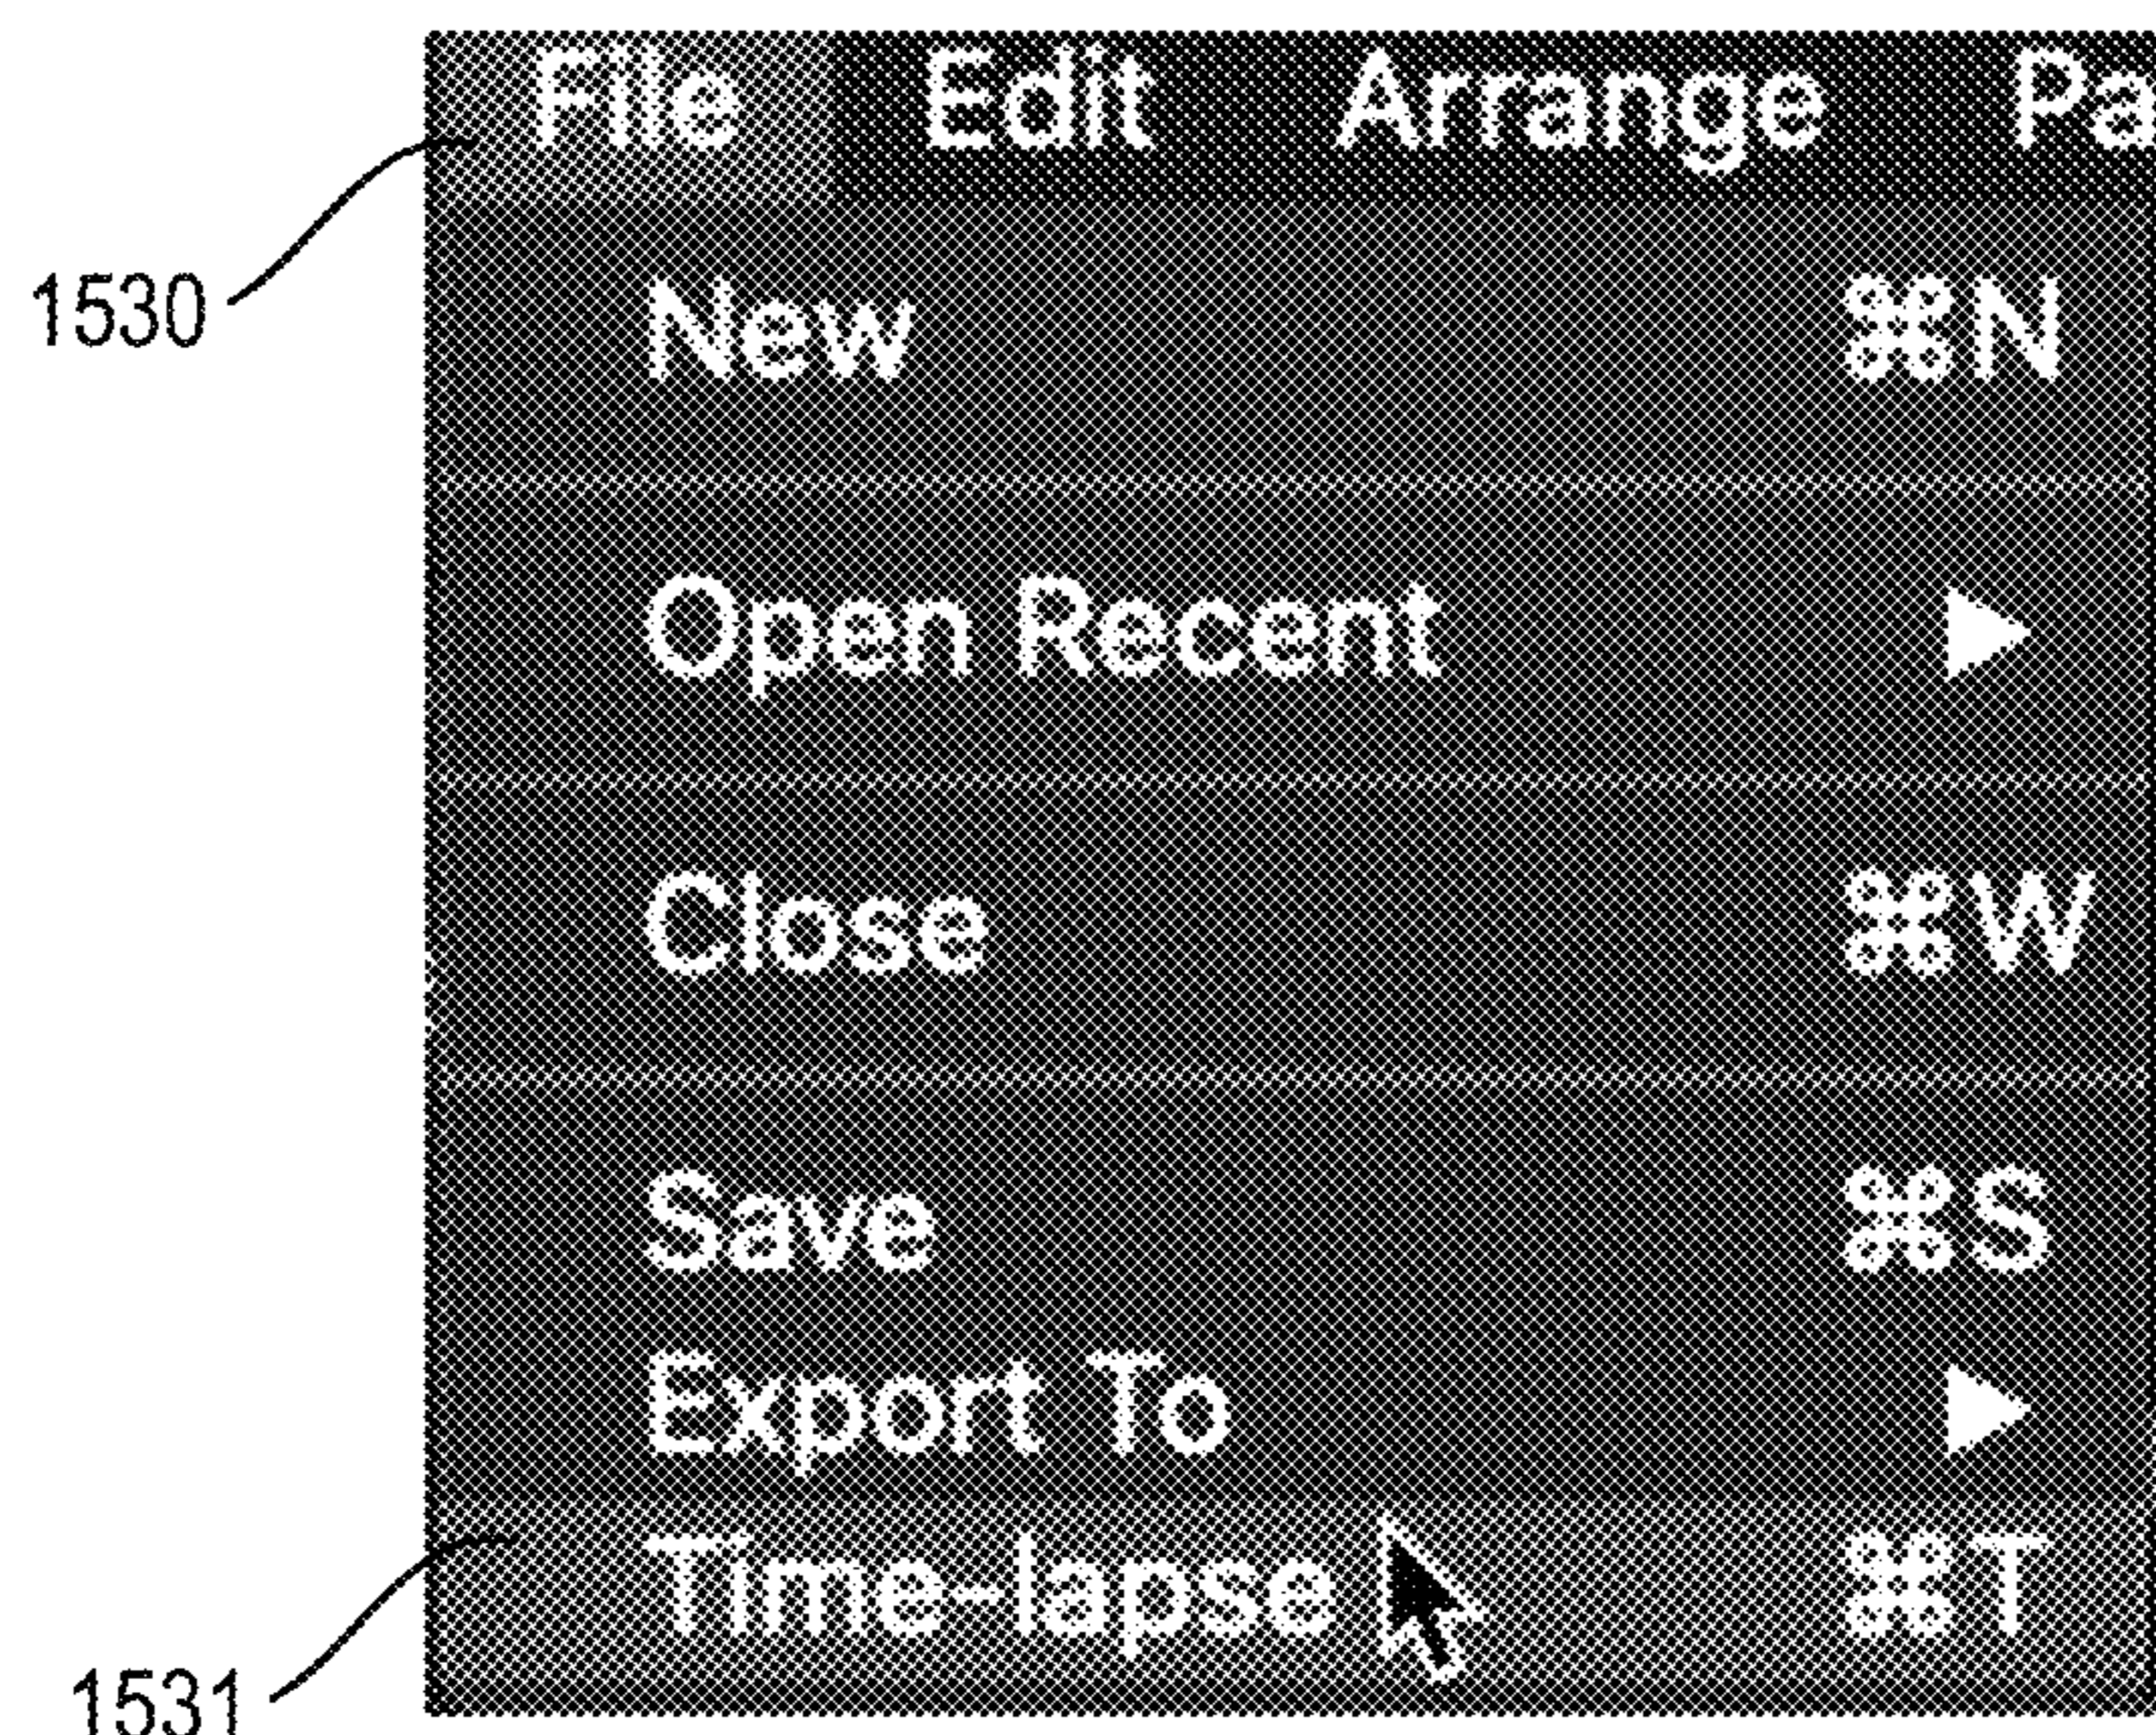 File Edit Arrange Pa
1530
New ⌘N
Open Recent ▶
Close ⌘W
Save ⌘S
Export To ▶
Time-lapse ⌘T
1531